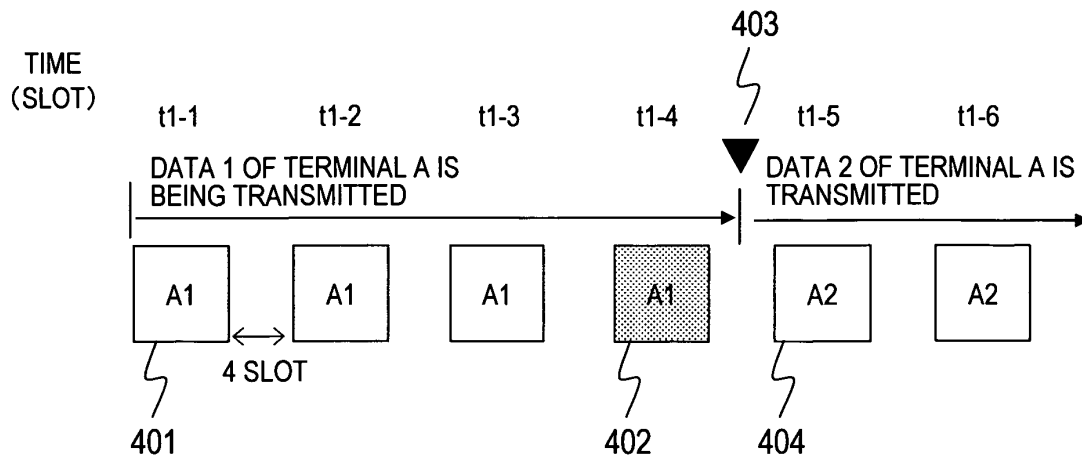 403
TIME
(SLOT)
t1-1 t1-2 t1-3 t1-4 t1-5 t1-6
DATA 1 OF TERMINAL A IS
BEING TRANSMITTED
DATA 2 OF TERMINAL A IS
TRANSMITTED
A1 A1 A1 A1 A2 A2
4 SLOT
401 402 404